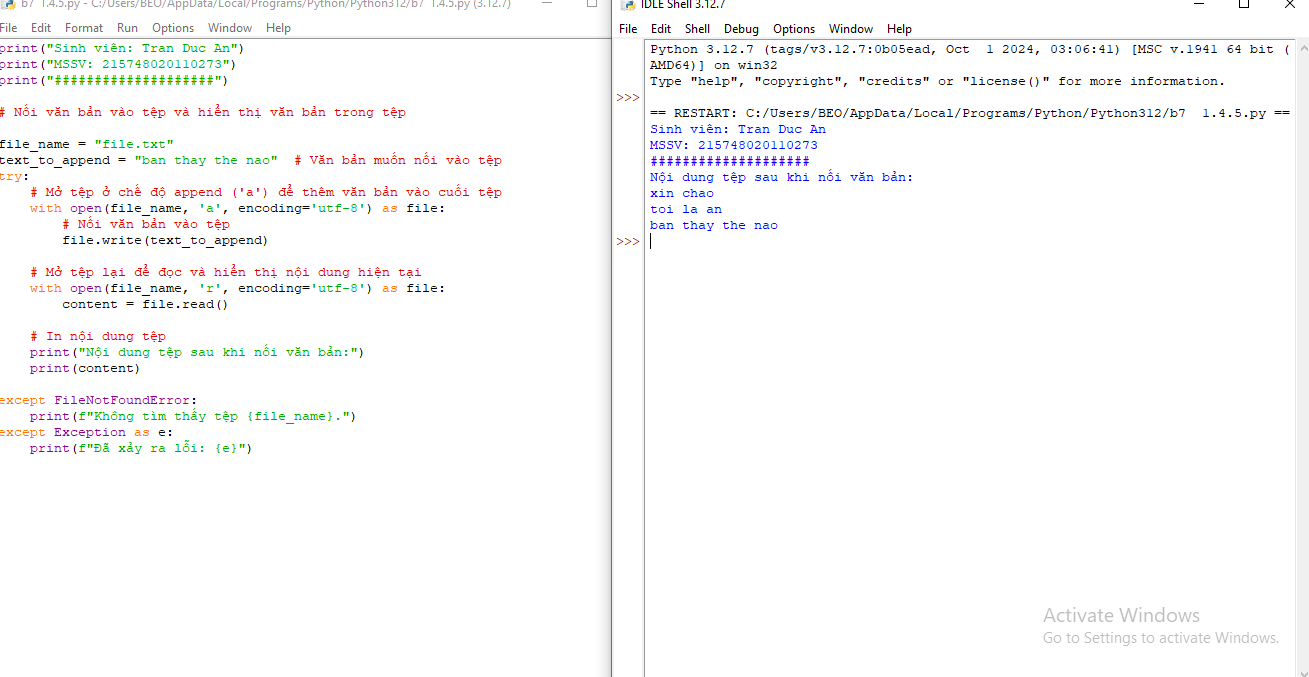 b7 1.4.5.py - C:/Users/BEO/AppData/Local/Programs/Python/Python312/b7 1.4.5.py (3.12.7)
File Edit Format Run Options Window Help
print("Sinh viên: Tran Duc An")
print("MSSV: 215748020110273")
print("####################")
# Nối văn bản vào tệp và hiển thị văn bản trong tệp
file_name = "file.txt"
text_to_append = "ban thay the nao"  # Văn bản muốn nối vào tệp
try:
    # Mở tệp ở chế độ append ('a') để thêm văn bản vào cuối tệp
    with open(file_name, 'a', encoding='utf-8') as file:
        # Nối văn bản vào tệp
        file.write(text_to_append)
    # Mở tệp lại để đọc và hiển thị nội dung hiện tại
    with open(file_name, 'r', encoding='utf-8') as file:
        content = file.read()
    # In nội dung tệp
    print("Nội dung tệp sau khi nối văn bản:")
    print(content)
except FileNotFoundError:
    print(f"Không tìm thấy tệp {file_name}.")
except Exception as e:
    print(f"Đã xảy ra lỗi: {e}")
IDLE Shell 3.12.7
File Edit Shell Debug Options Window Help
Python 3.12.7 (tags/v3.12.7:0b05ead, Oct  1 2024, 03:06:41) [MSC v.1941 64 bit (
AMD64)] on win32
Type "help", "copyright", "credits" or "license()" for more information.
>>>
== RESTART: C:/Users/BEO/AppData/Local/Programs/Python/Python312/b7  1.4.5.py ==
Sinh viên: Tran Duc An
MSSV: 215748020110273
####################
Nội dung tệp sau khi nối văn bản:
xin chao
toi la an
ban thay the nao
>>>
Activate Windows
Go to Settings to activate Windows.